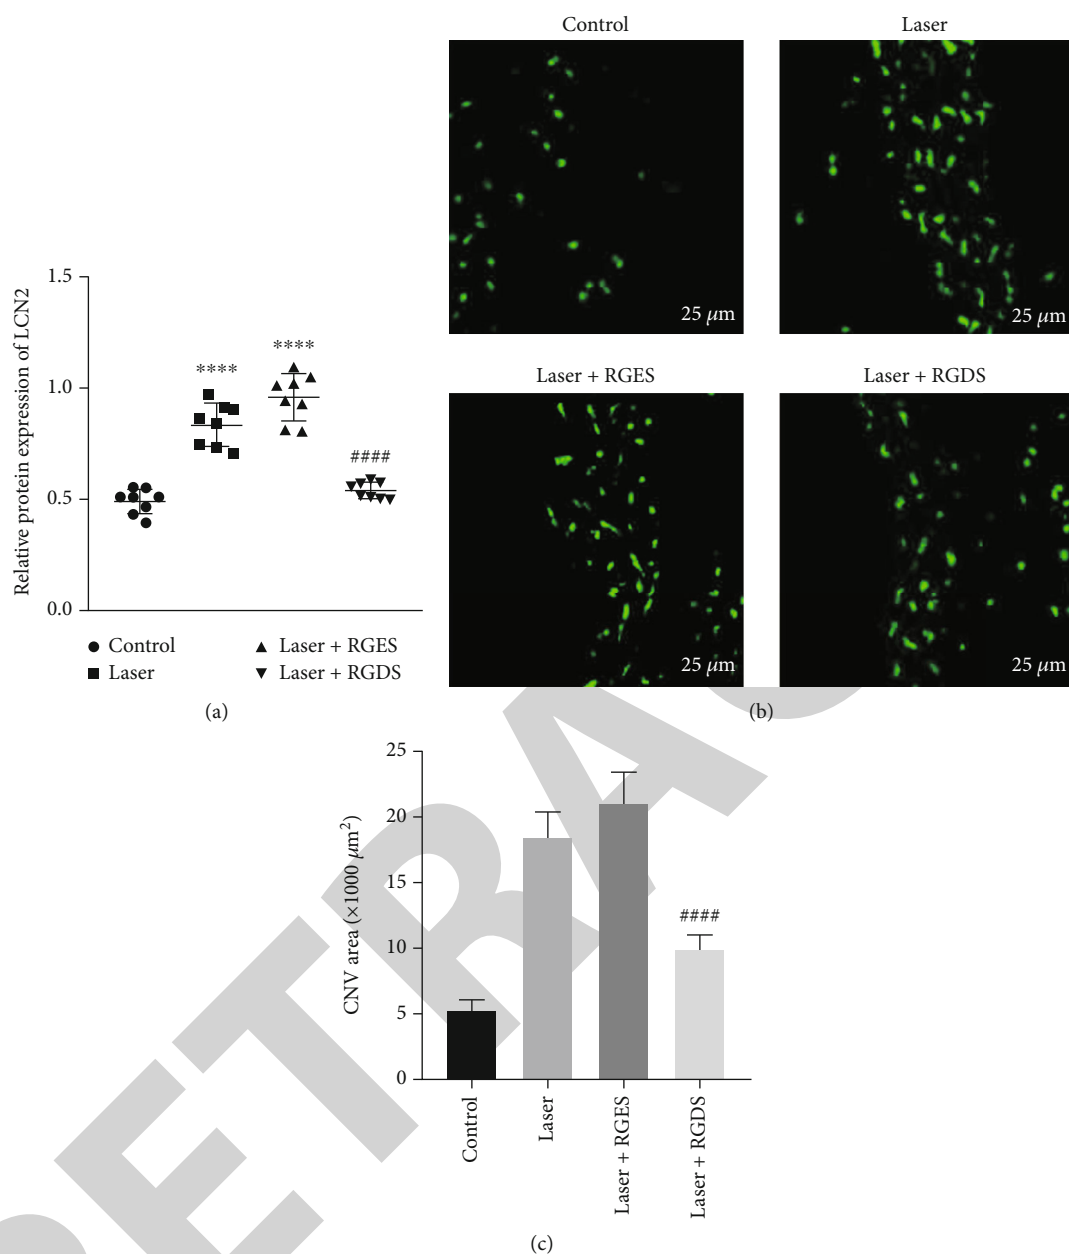 Control
Laser
25 μm
25 μm
Laser + RGES
Laser + RGDS
25 μm
25 μm
(b)
Relative protein expression of LCN2
1.5
1.0
0.5
0.0
****
****
####
Control
Laser
Laser + RGES
Laser + RGDS
(a)
CNV area (×1000 μm²)
25
20
15
10
5
0
####
Control
Laser
Laser + RGES
Laser + RGDS
(c)